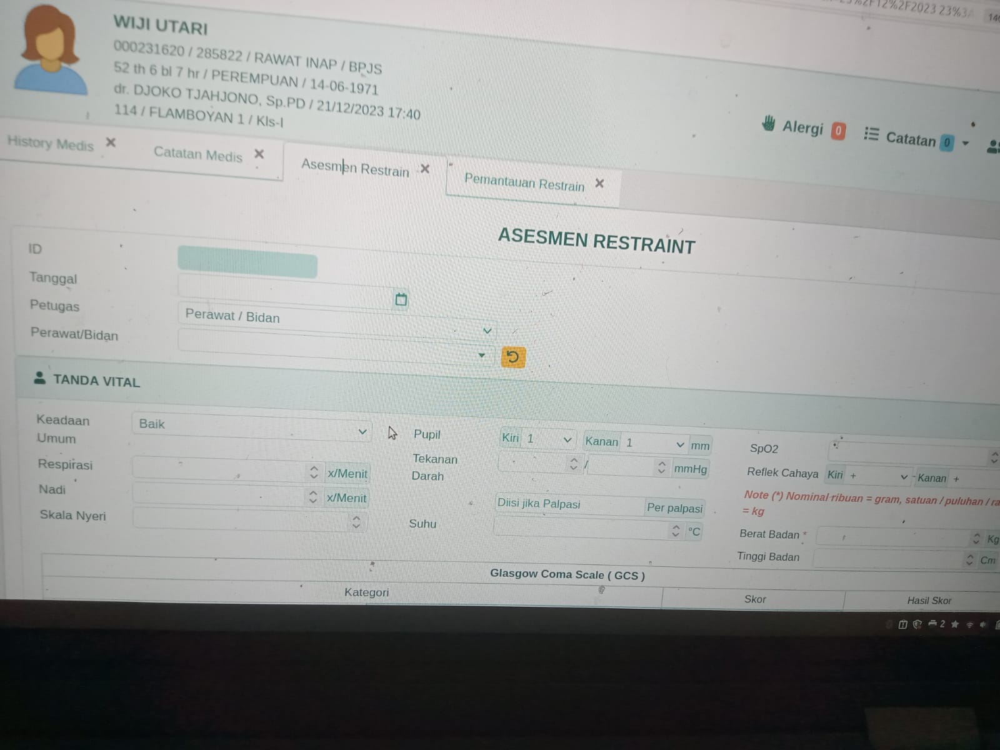 %2F12%2F2023 23%3A
WIJI UTARI
000231620 / 285822 / RAWAT INAP / BPJS
52 th 6 bl 7 hr / PEREMPUAN / 14-06-1971
dr. DJOKO TJAHJONO, Sp.PD / 21/12/2023 17:40
114 / FLAMBOYAN 1 / Kls-I
Alergi 0 Catatan 0
History Medis Catatan Medis Asesmen Restrain Pemantauan Restrain
ASESMEN RESTRAINT
ID
Tanggal
Petugas Perawat / Bidan
Perawat/Bidan
TANDA VITAL
Keadaan Umum Baik
Respirasi x/Menit
Nadi x/Menit
Skala Nyeri
Pupil Kiri 1 Kanan 1 mm
Tekanan Darah / mmHg
Diisi jika Palpasi Per palpasi
Suhu °C
SpO2
Reflek Cahaya Kiri + - Kanan +
Note (*) Nominal ribuan = gram, satuan / puluhan / ra
= kg
Berat Badan * Kg
Tinggi Badan Cm
Glasgow Coma Scale ( GCS )
Kategori Skor Hasil Skor
2